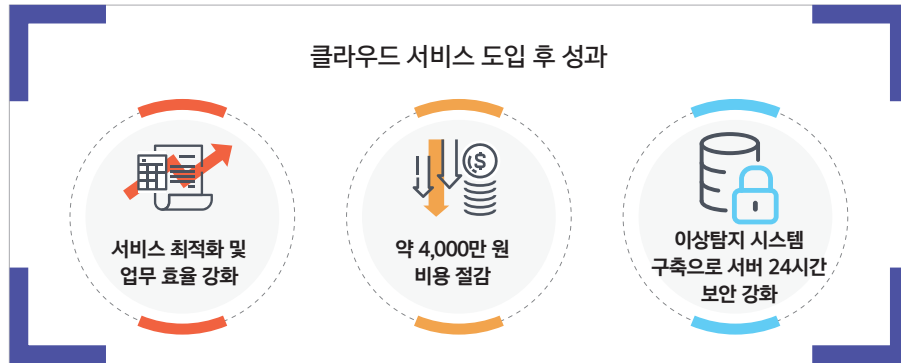 클라우드 서비스 도입 후 성과
서비스 최적화 및
업무 효율 강화
약 4,000만 원
비용 절감
이상탐지 시스템
구축으로 서버 24시간
보안 강화